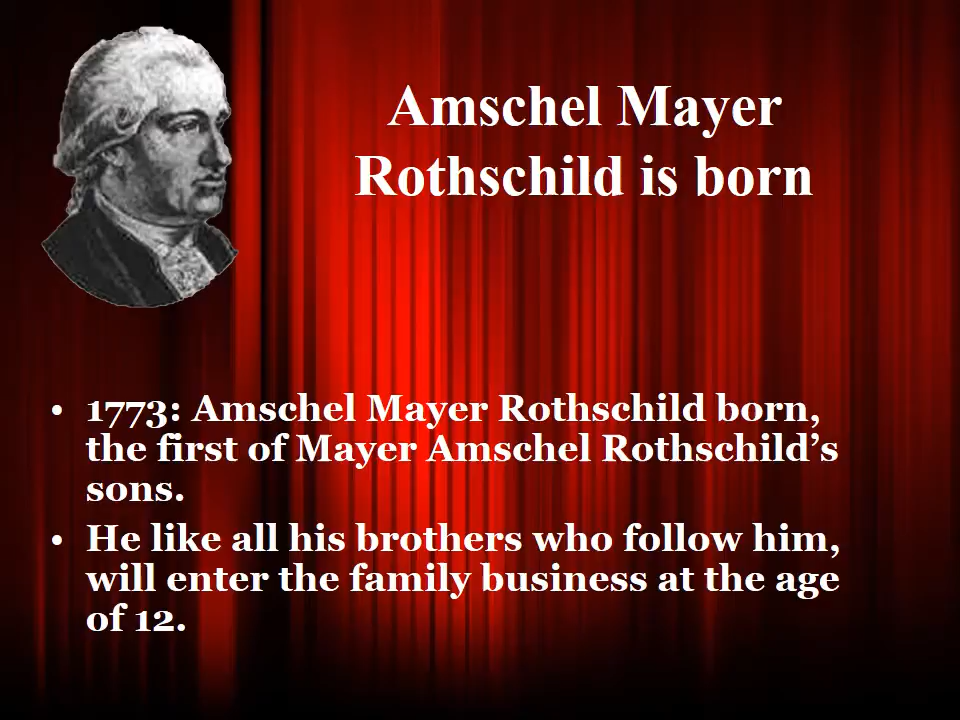 Amschel Mayer
Rothschild is born
• 1773: Amschel Mayer Rothschild born,
the first of Mayer Amschel Rothschild’s
sons.
• He like all his brothers who follow him,
will enter the family business at the age
of 12.